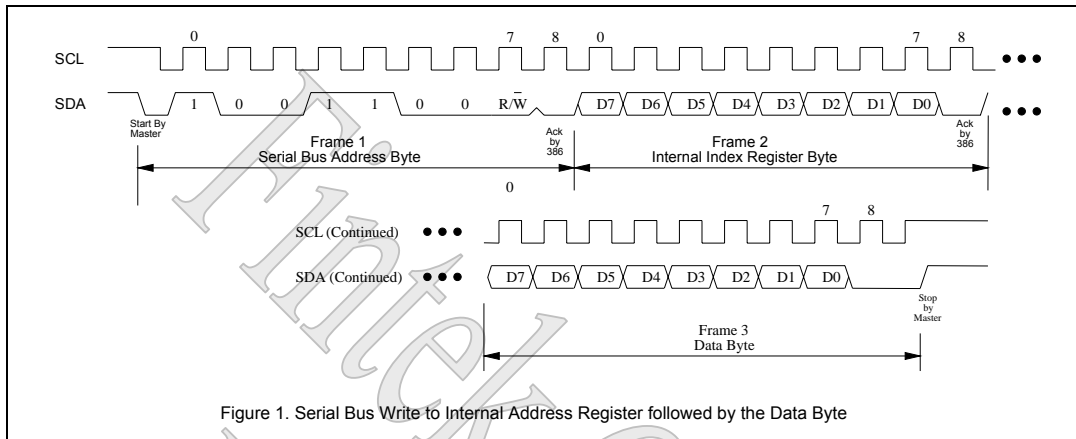 0 7 8 0 7 8
SCL
SDA 1 0 0 1 1 0 0 R/W̅ D7 D6 D5 D4 D3 D2 D1 D0
Start By
Master
Ack
by
386
Ack
by
386
Frame 1
Serial Bus Address Byte
Frame 2
Internal Index Register Byte
0
7 8
SCL (Continued)
SDA (Continued) D7 D6 D5 D4 D3 D2 D1 D0
Stop
by
Master
Frame 3
Data Byte
Figure 1. Serial Bus Write to Internal Address Register followed by the Data Byte
Fintek